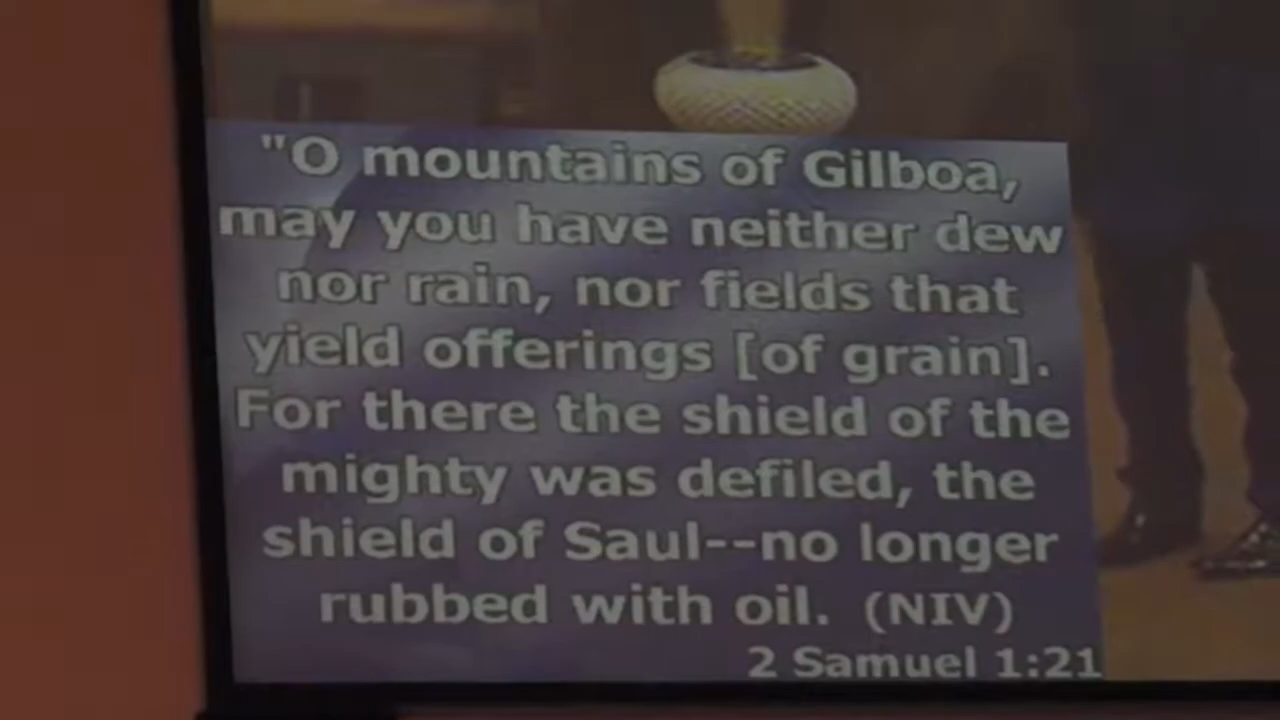 "O mountains of Gilboa,
may you have neither dew
nor rain, nor fields that
yield offerings [of grain].
For there the shield of the
mighty was defiled, the
shield of Saul--no longer
rubbed with oil. (NIV)
2 Samuel 1:21